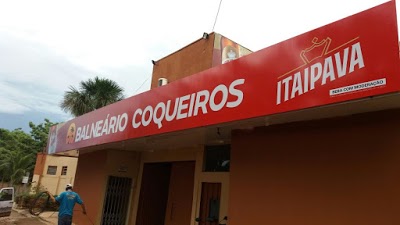 BALNEÁRIO COQUEIROS
ITAIPAVA
BEBA COM MODERAÇÃO